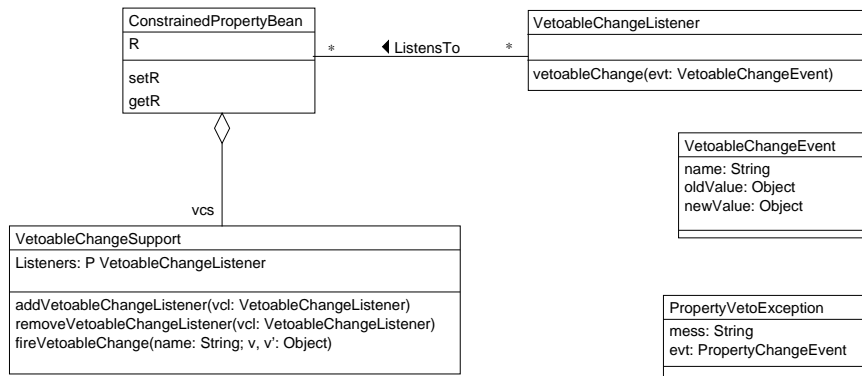 ConstrainedPropertyBean
R
setR
getR
* ◀ ListensTo *
VetoableChangeListener
vetoableChange(evt: VetoableChangeEvent)
VetoableChangeEvent
name: String
oldValue: Object
newValue: Object
vcs
VetoableChangeSupport
Listeners: P VetoableChangeListener
addVetoableChangeListener(vcl: VetoableChangeListener)
removeVetoableChangeListener(vcl: VetoableChangeListener)
fireVetoableChange(name: String; v, v': Object)
PropertyVetoException
mess: String
evt: PropertyChangeEvent